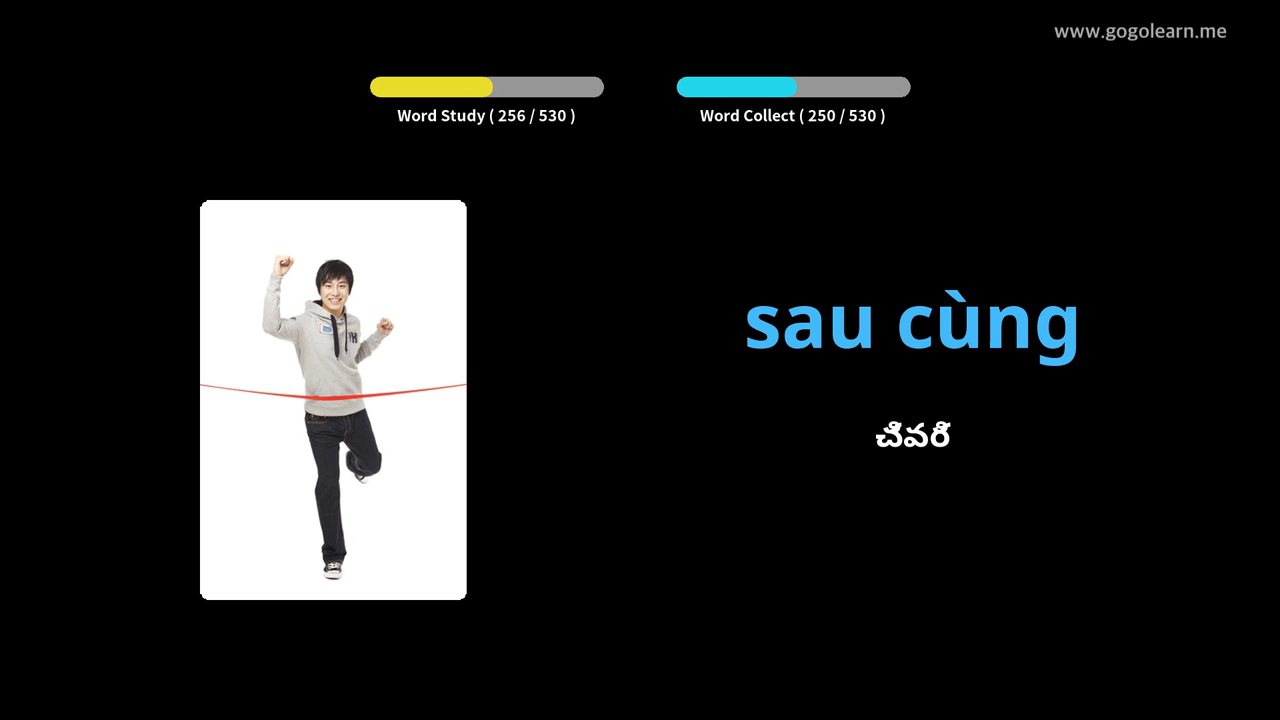 www.gogolearn.me
Word Study ( 256 / 530 )
Word Collect ( 250 / 530 )
sau cùng
చివరి